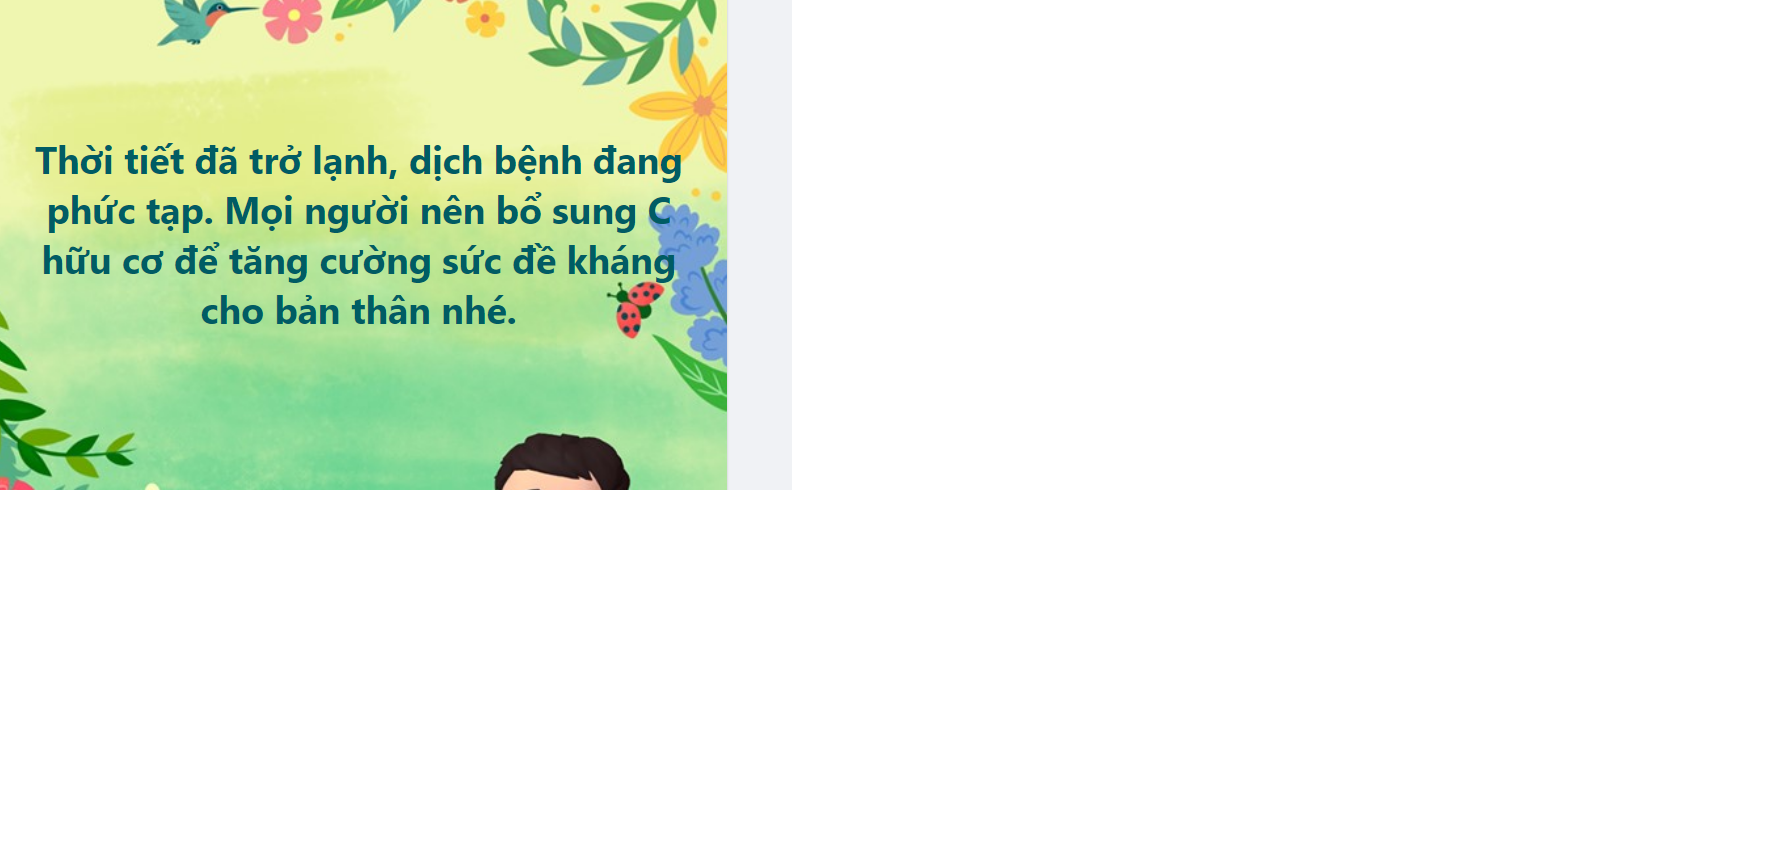 Thời tiết đã trở lạnh, dịch bệnh đang
phức tạp. Mọi người nên bổ sung C
hữu cơ để tăng cường sức đề kháng
cho bản thân nhé.